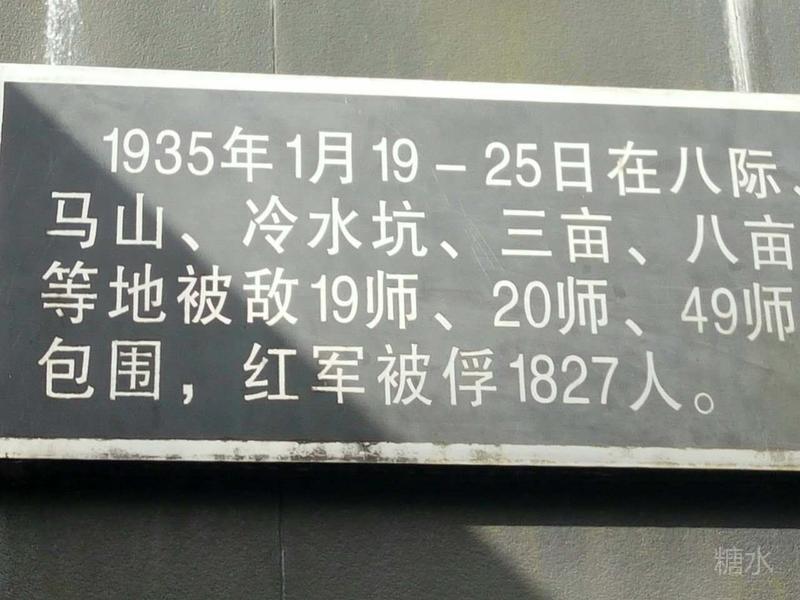 1935年1月19－25日在八际、
马山、冷水坑、三亩、八亩
等地被敌19师、20师、49师
包围，红军被俘1827人。
糖水